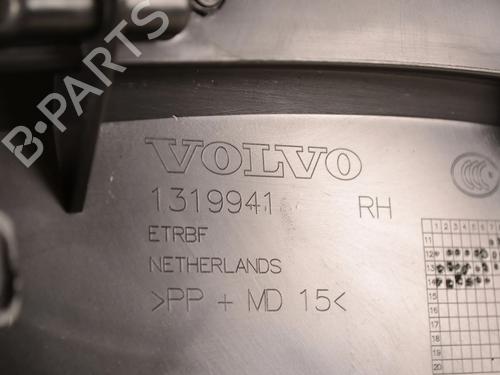 B-PARTS
VOLVO
1319941 RH
ETRBF
NETHERLANDS
>PP + MD 15<